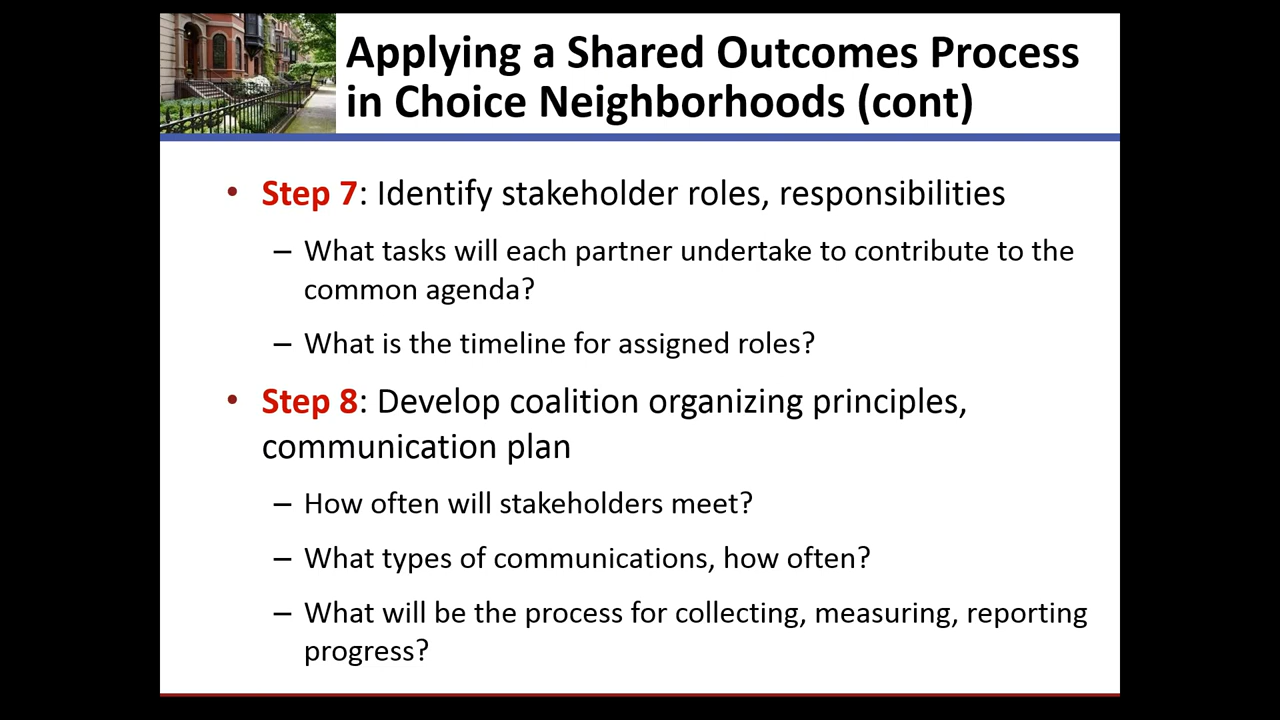 Applying a Shared Outcomes Process
in Choice Neighborhoods (cont)
• Step 7: Identify stakeholder roles, responsibilities
– What tasks will each partner undertake to contribute to the
common agenda?
– What is the timeline for assigned roles?
• Step 8: Develop coalition organizing principles,
communication plan
– How often will stakeholders meet?
– What types of communications, how often?
– What will be the process for collecting, measuring, reporting
progress?